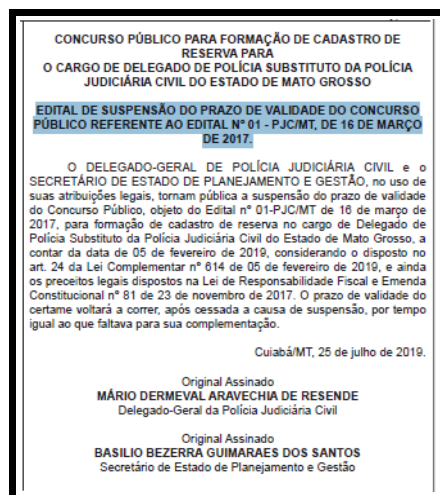 CONCURSO PÚBLICO PARA FORMAÇÃO DE CADASTRO DE
RESERVA PARA
O CARGO DE DELEGADO DE POLÍCIA SUBSTITUTO DA POLÍCIA
JUDICIÁRIA CIVIL DO ESTADO DE MATO GROSSO
EDITAL DE SUSPENSÃO DO PRAZO DE VALIDADE DO CONCURSO
PÚBLICO REFERENTE AO EDITAL Nº 01 - PJC/MT, DE 16 DE MARÇO
DE 2017.
O DELEGADO-GERAL DE POLÍCIA JUDICIÁRIA CIVIL e o
SECRETÁRIO DE ESTADO DE PLANEJAMENTO E GESTÃO, no uso de
suas atribuições legais, tornam pública a suspensão do prazo de validade
do Concurso Público, objeto do Edital nº 01-PJC/MT de 16 de março de
2017, para formação de cadastro de reserva no cargo de Delegado de
Polícia Substituto da Polícia Judiciária Civil do Estado de Mato Grosso, a
contar da data de 05 de fevereiro de 2019, considerando o disposto no
art. 24 da Lei Complementar nº 614 de 05 de fevereiro de 2019, e ainda
os preceitos legais dispostos na Lei de Responsabilidade Fiscal e Emenda
Constitucional nº 81 de 23 de novembro de 2017. O prazo de validade do
certame voltará a correr, após cessada a causa de suspensão, por tempo
igual ao que faltava para sua complementação.
Cuiabá/MT, 25 de julho de 2019.
Original Assinado
MÁRIO DERMEVAL ARAVECHIA DE RESENDE
Delegado-Geral da Polícia Judiciária Civil
Original Assinado
BASILIO BEZERRA GUIMARAES DOS SANTOS
Secretário de Estado de Planejamento e Gestão